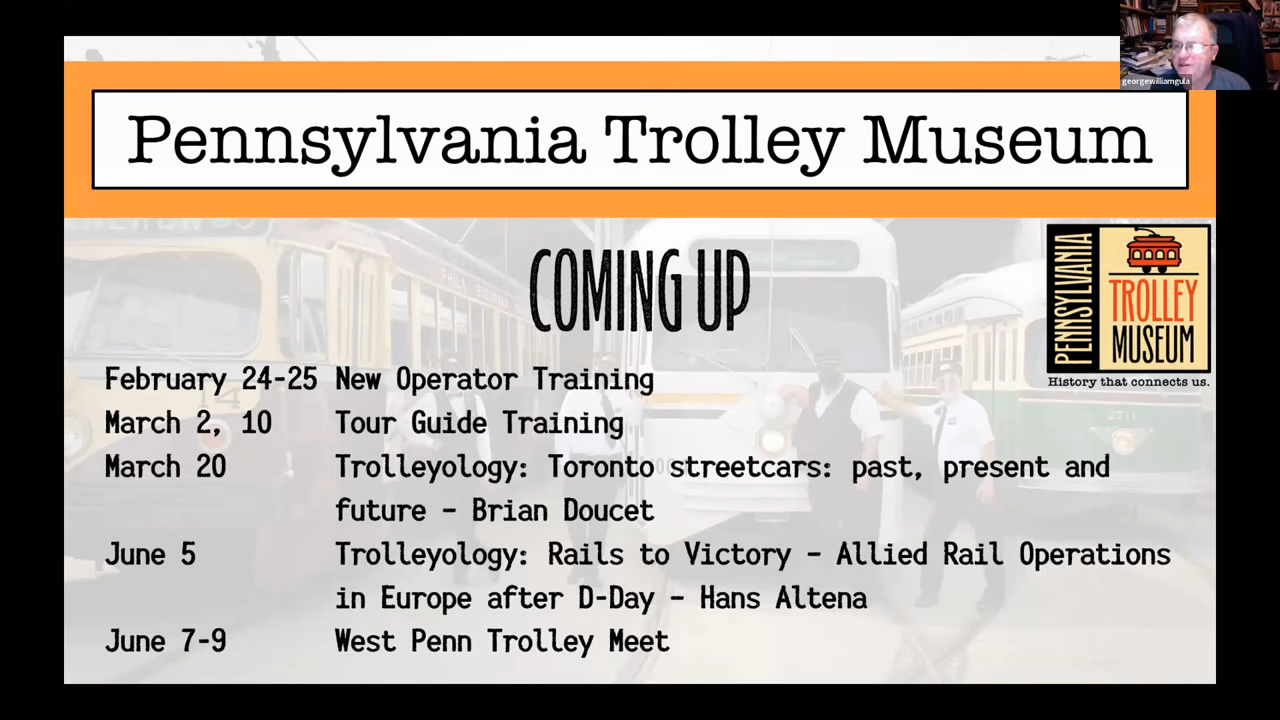 georgewilliamgula
Pennsylvania Trolley Museum
COMING UP
PENNSYLVANIA
TROLLEY
MUSEUM
History that connects us.
February 24-25 New Operator Training
March 2, 10 Tour Guide Training
March 20 Trolleyology: Toronto streetcars: past, present and
future – Brian Doucet
June 5 Trolleyology: Rails to Victory – Allied Rail Operations
in Europe after D-Day – Hans Altena
June 7-9 West Penn Trolley Meet
2711